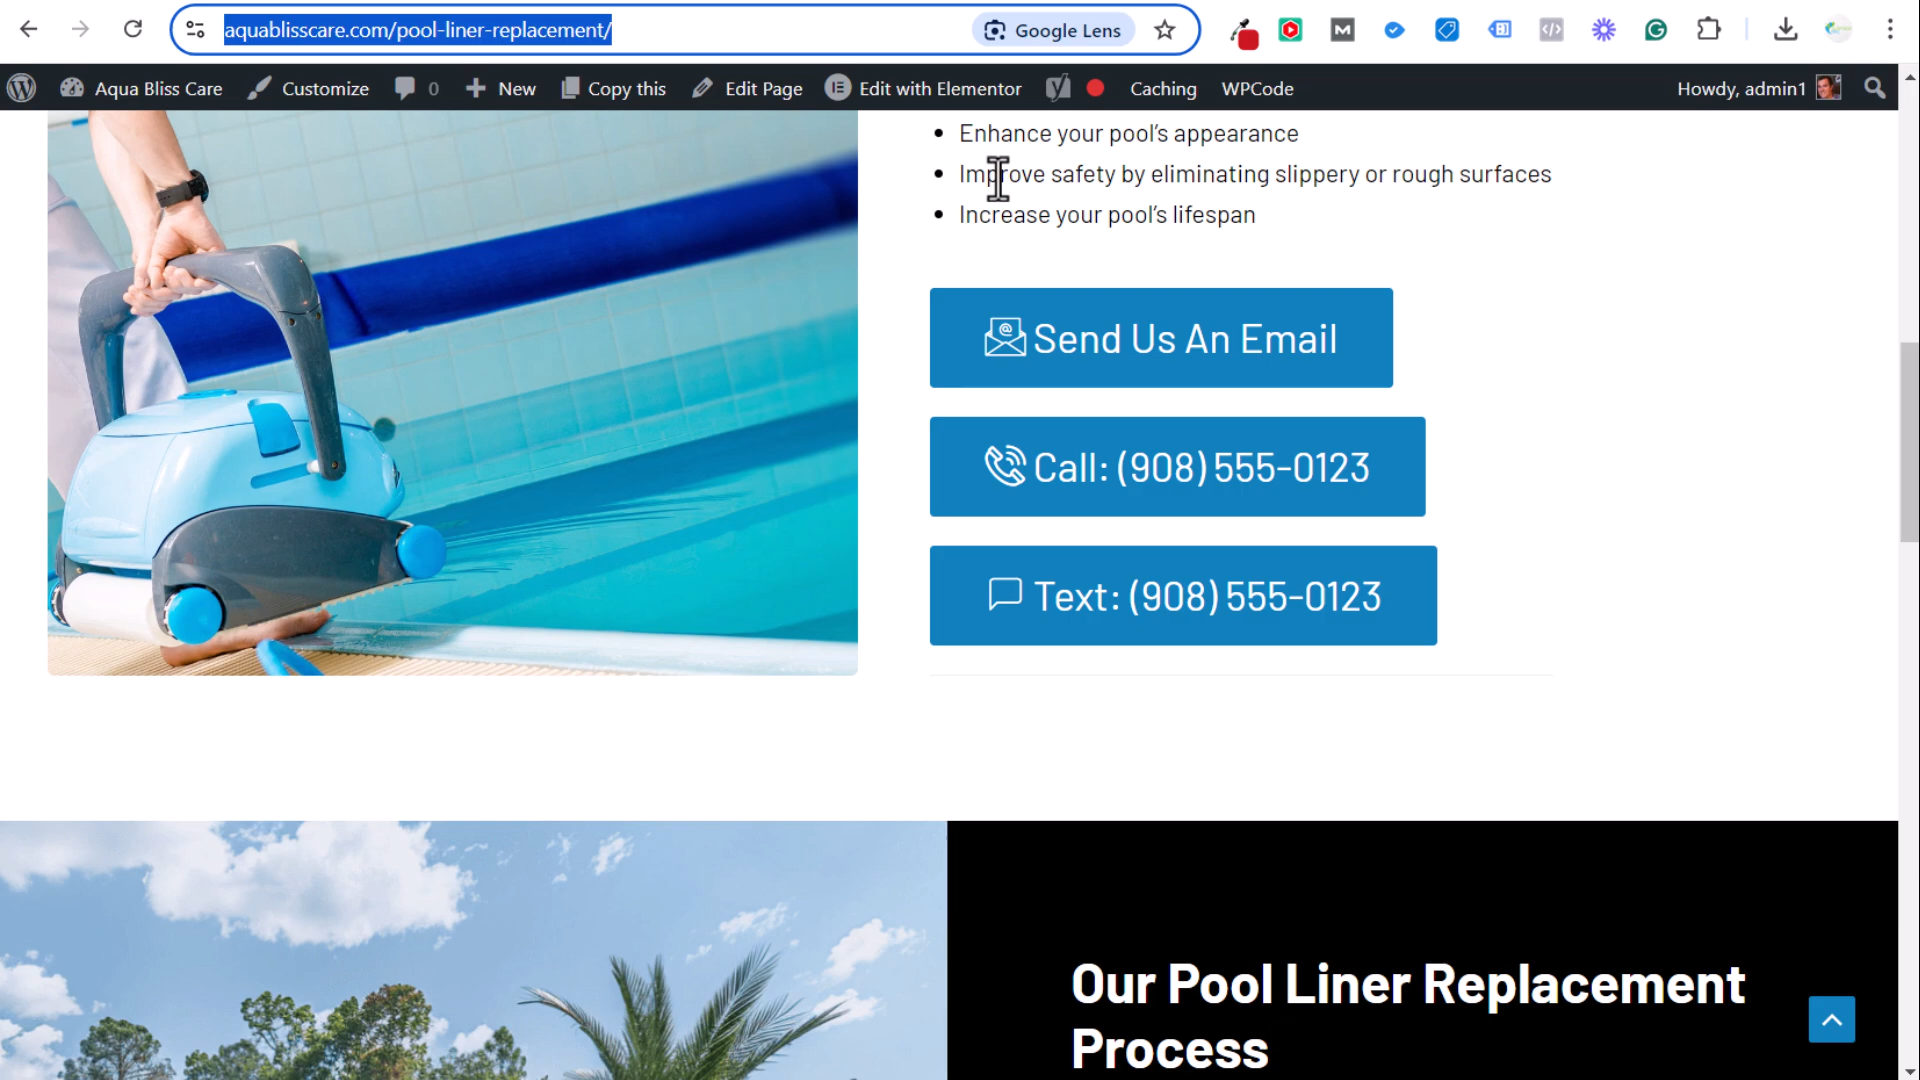 aquablisscare.com/pool-liner-replacement/
Google Lens
Aqua Bliss Care
Customize
0
New
Copy this
Edit Page
Edit with Elementor
Caching
WPCode
Howdy, admin1
Enhance your pool's appearance
Improve safety by eliminating slippery or rough surfaces
Increase your pool's lifespan
Send Us An Email
Call: (908) 555-0123
Text: (908) 555-0123
Our Pool Liner Replacement
Process